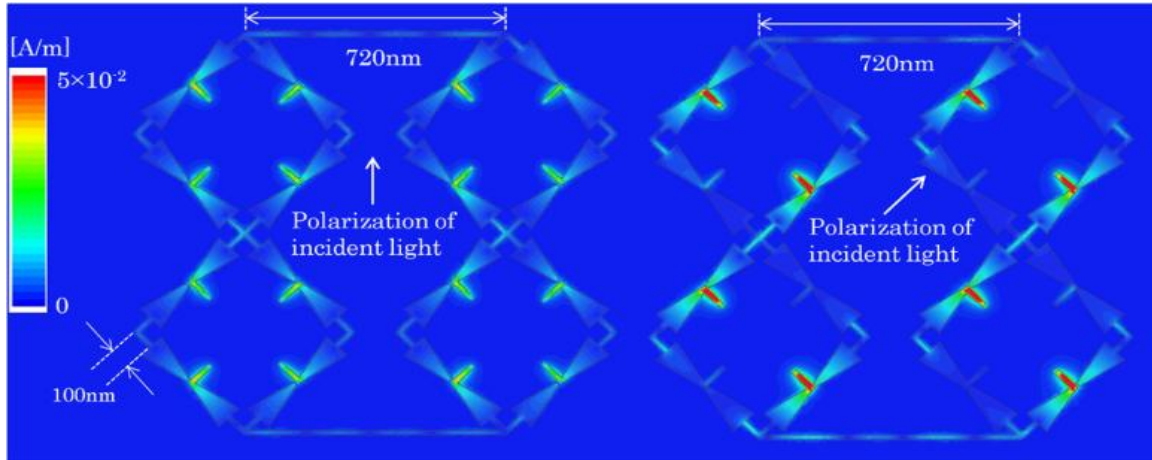 [A/m]
5×10⁻²
0
100nm
720nm
Polarization of
incident light
720nm
Polarization of
incident light